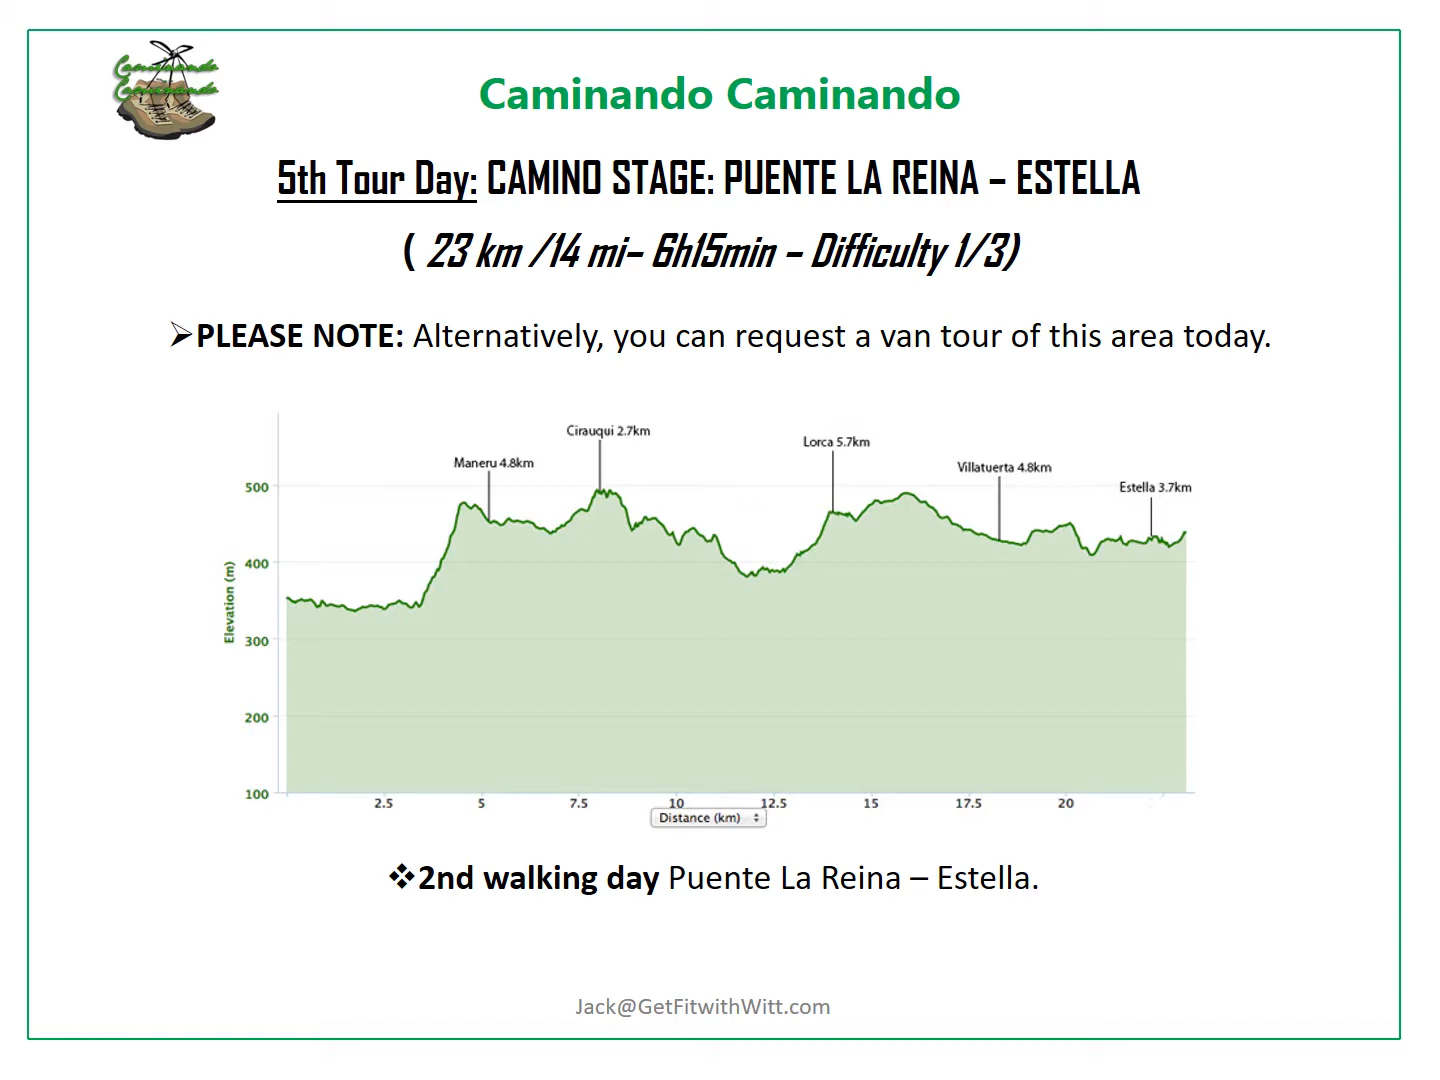 Caminando
Caminando
Caminando Caminando
5th Tour Day: CAMINO STAGE: PUENTE LA REINA – ESTELLA
( 23 km /14 mi– 6h15min – Difficulty 1/3)
➢PLEASE NOTE: Alternatively, you can request a van tour of this area today.
Cirauqui 2.7km
Lorca 5.7km
Maneru 4.8km
Villatuerta 4.8km
Estella 3.7km
500
400
300
200
100
Elevation (m)
2.5 5 7.5 10 12.5 15 17.5 20
Distance (km)
❖2nd walking day Puente La Reina – Estella.
Jack@GetFitwithWitt.com